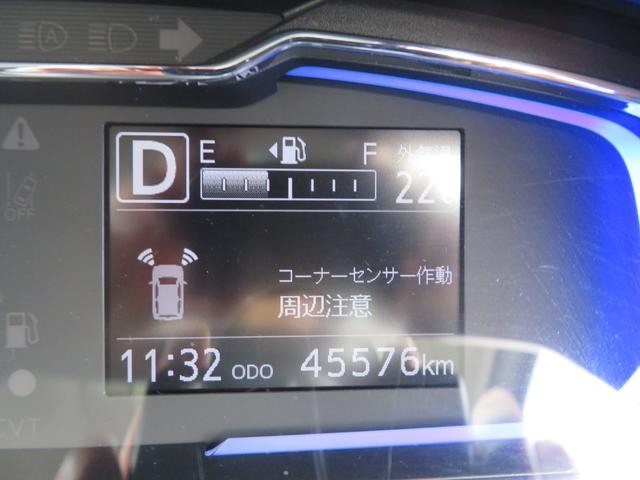 D E F 外気温
22
コーナーセンサー作動
周辺注意
11:32 ODO 45576km
OFF
CVT